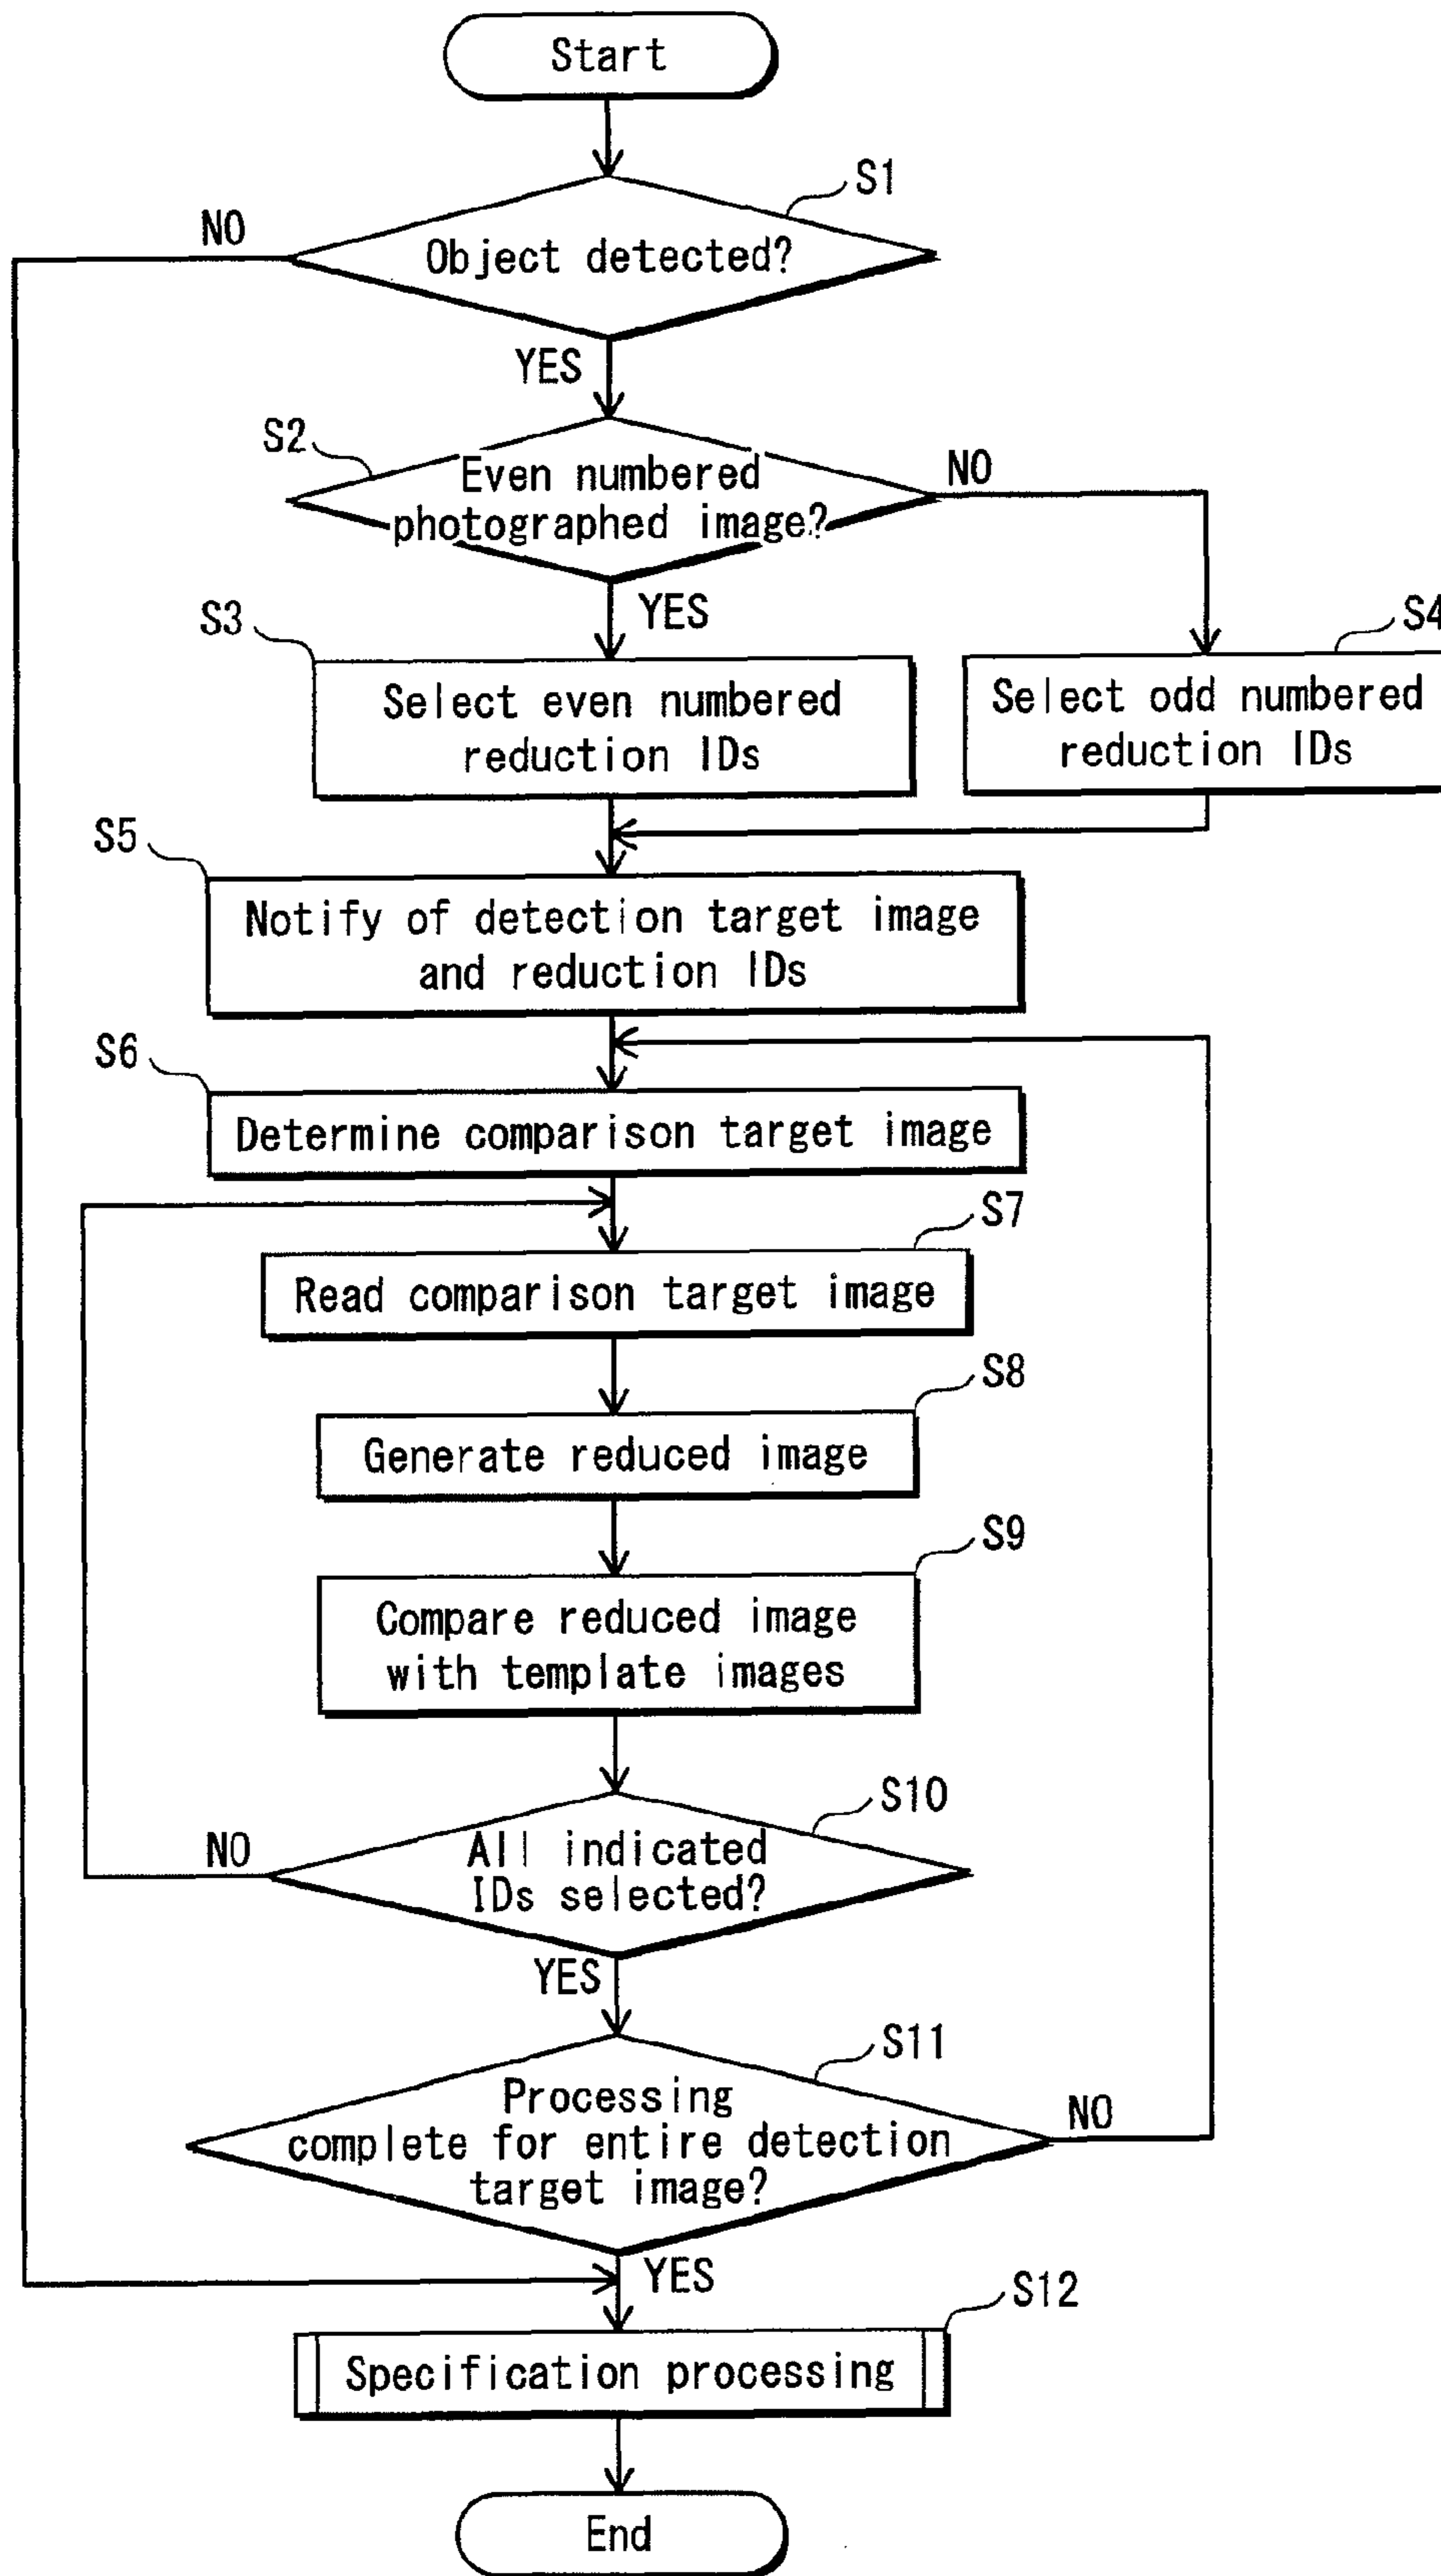 Start
S1
NO
Object detected?
YES
S2
Even numbered
photographed image?
NO
YES
S3
S4
Select even numbered
reduction IDs
Select odd numbered
reduction IDs
S5
Notify of detection target image
and reduction IDs
S6
Determine comparison target image
S7
Read comparison target image
S8
Generate reduced image
S9
Compare reduced image
with template images
S10
NO
All indicated
IDs selected?
YES
S11
Processing
complete for entire detection
target image?
NO
YES
S12
Specification processing
End